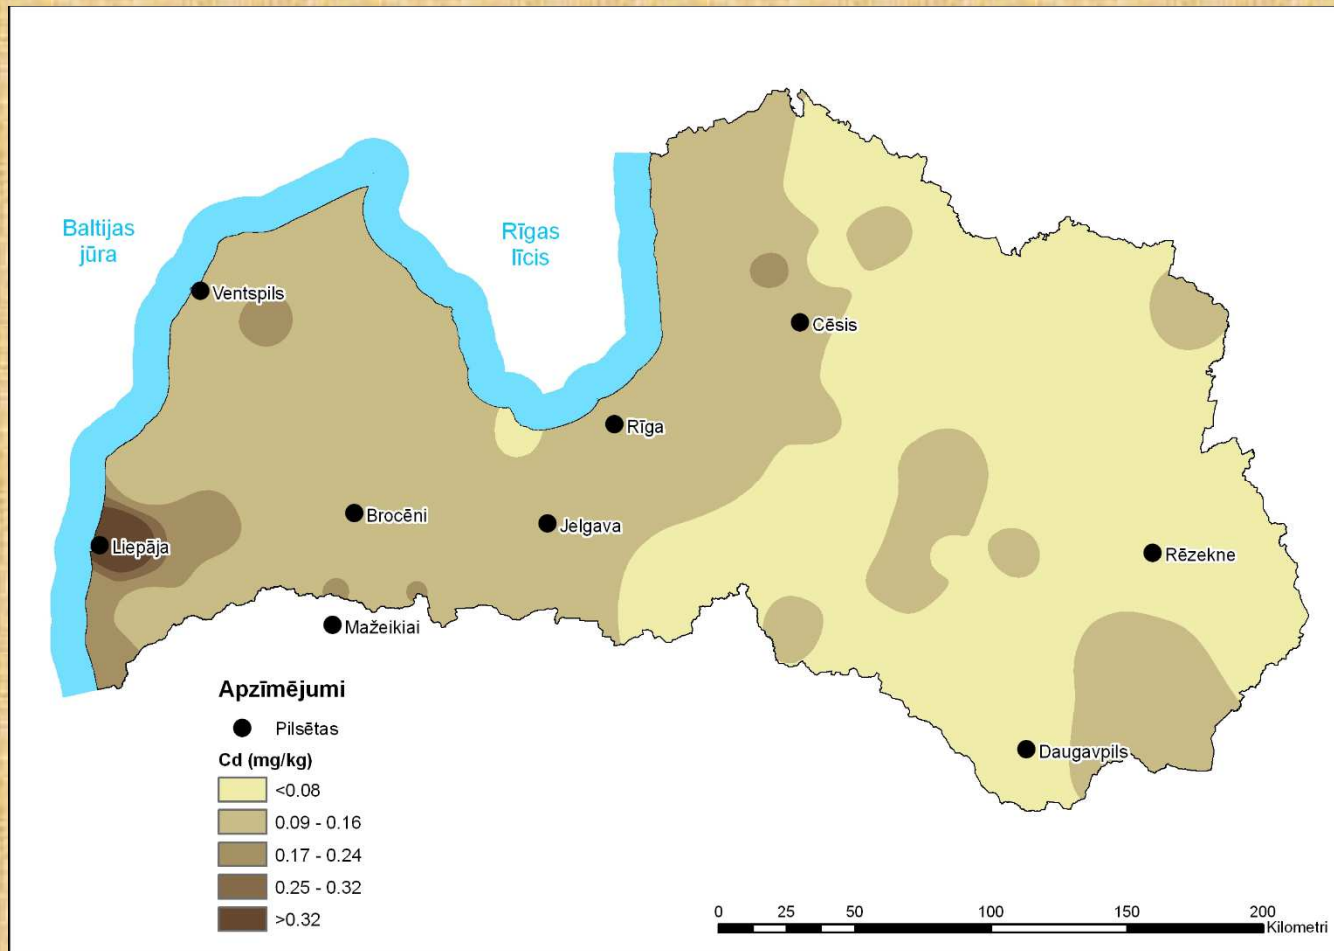 Baltijas
jūra
Rīgas
līcis
Ventspils
Cēsis
Rīga
Brocēni
Jelgava
Liepāja
Rēzekne
Mažeikiai
Daugavpils
Apzīmējumi
Pilsētas
Cd (mg/kg)
<0.08
0.09 - 0.16
0.17 - 0.24
0.25 - 0.32
>0.32
0 25 50 100 150 200
Kilometri